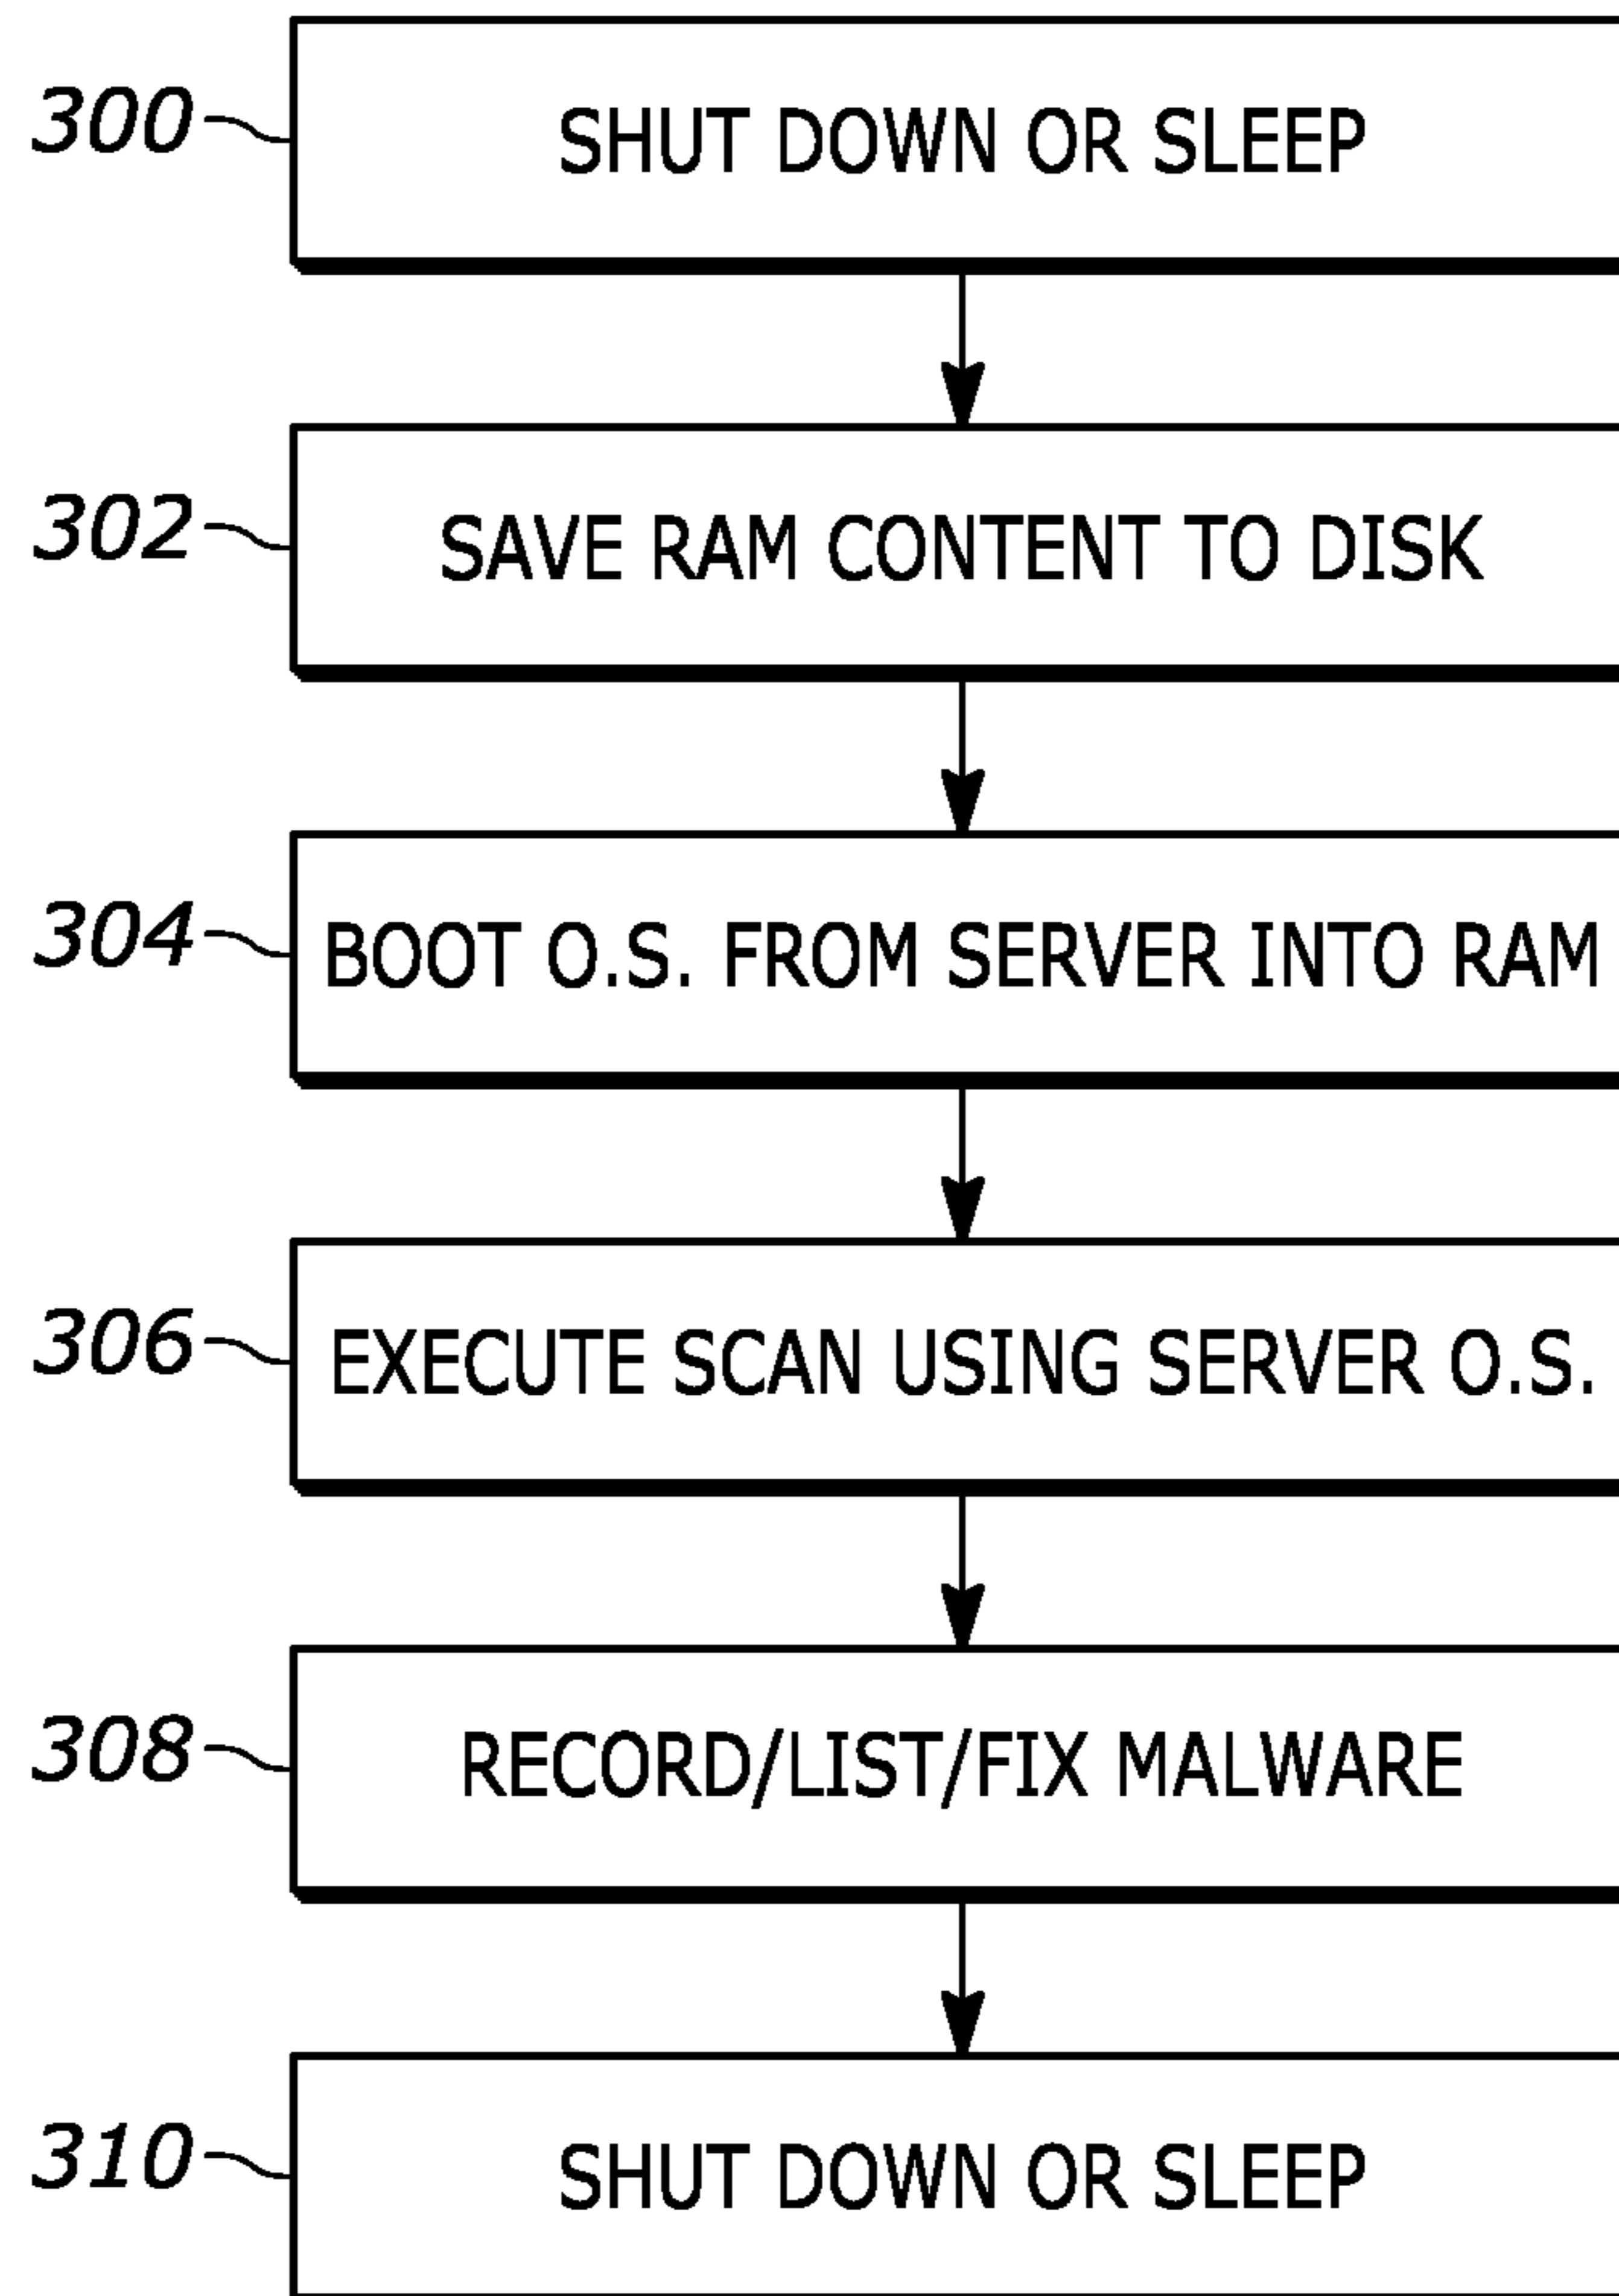 300 SHUT DOWN OR SLEEP
302 SAVE RAM CONTENT TO DISK
304 BOOT O.S. FROM SERVER INTO RAM
306 EXECUTE SCAN USING SERVER O.S.
308 RECORD/LIST/FIX MALWARE
310 SHUT DOWN OR SLEEP